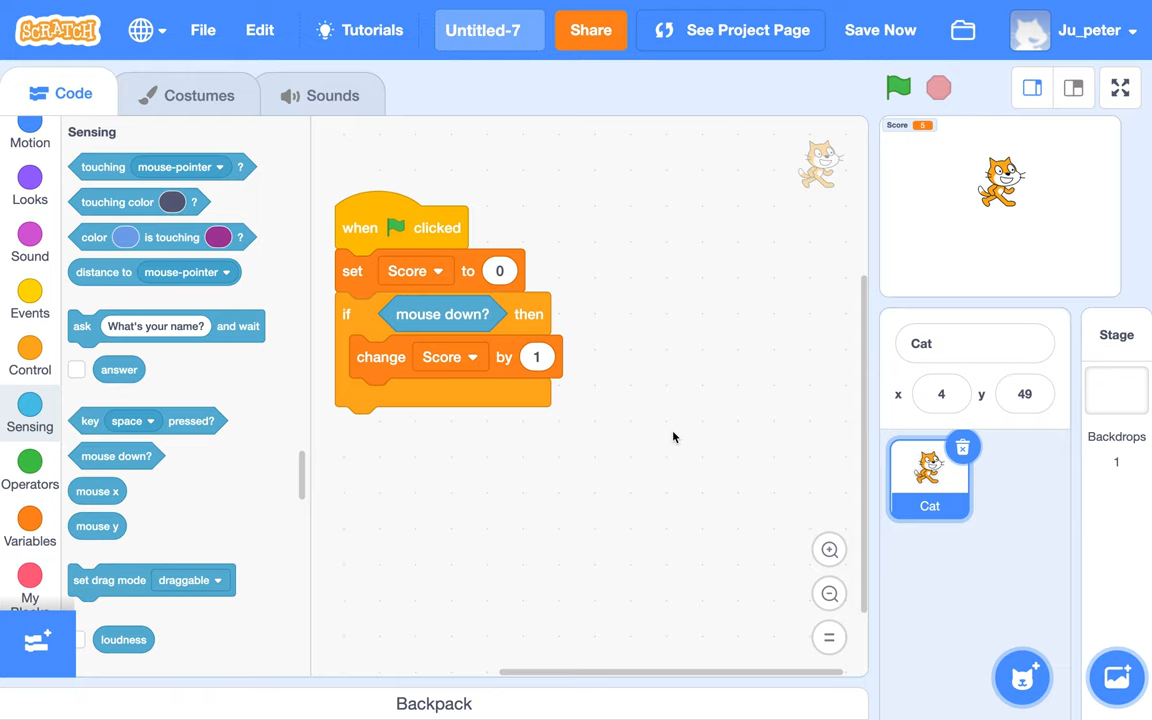 SCRATCH File Edit Tutorials Untitled-7 Share See Project Page Save Now Ju_peter
Code Costumes Sounds
Motion
Looks
Sound
Events
Control
Sensing
Operators
Variables
My
Blocks
Sensing
touching mouse-pointer ?
touching color ?
color is touching ?
distance to mouse-pointer
ask What's your name? and wait
answer
key space pressed?
mouse down?
mouse x
mouse y
set drag mode draggable
loudness
when clicked
set Score to 0
if mouse down? then
change Score by 1
Score 5
Cat
x 4 y 49
Cat
Stage
Backdrops
1
Backpack